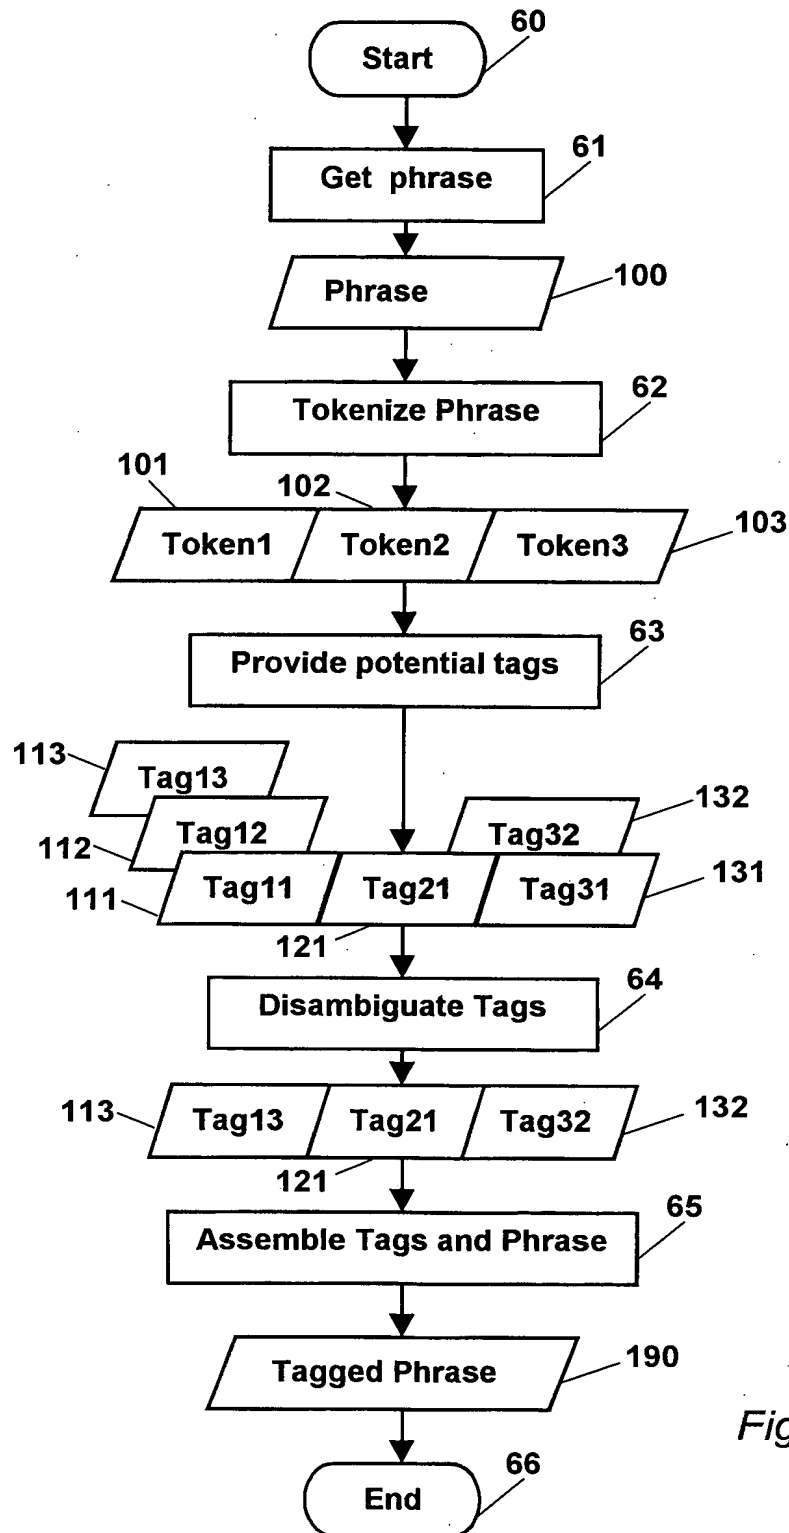 60
Start
61
Get phrase
Phrase
100
62
Tokenize Phrase
101
102
Token1 Token2 Token3
103
63
Provide potential tags
113
Tag13
132
Tag12
Tag32
112
Tag11 Tag21 Tag31
131
111
121
64
Disambiguate Tags
113
Tag13 Tag21 Tag32
132
121
65
Assemble Tags and Phrase
Tagged Phrase
190
Fig
66
End